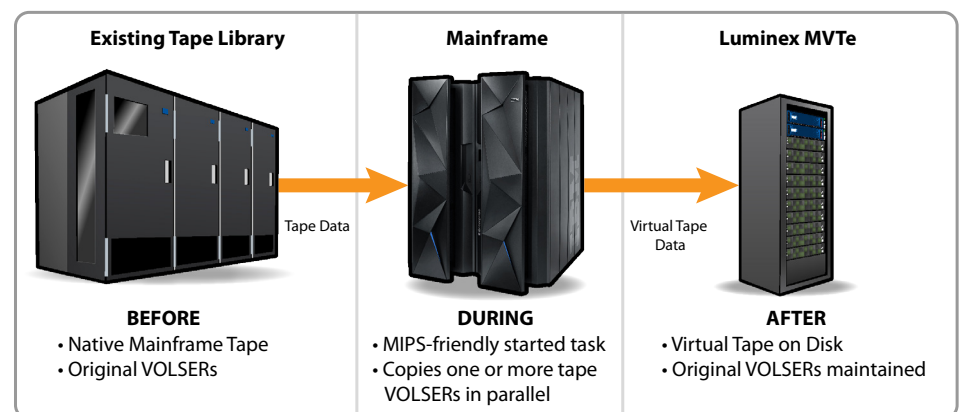 Existing Tape Library
Mainframe
Luminex MVTe
Tape Data
Virtual Tape
Data
BEFORE
• Native Mainframe Tape
• Original VOLSERs
DURING
• MIPS-friendly started task
• Copies one or more tape
VOLSERs in parallel
AFTER
• Virtual Tape on Disk
• Original VOLSERs maintained